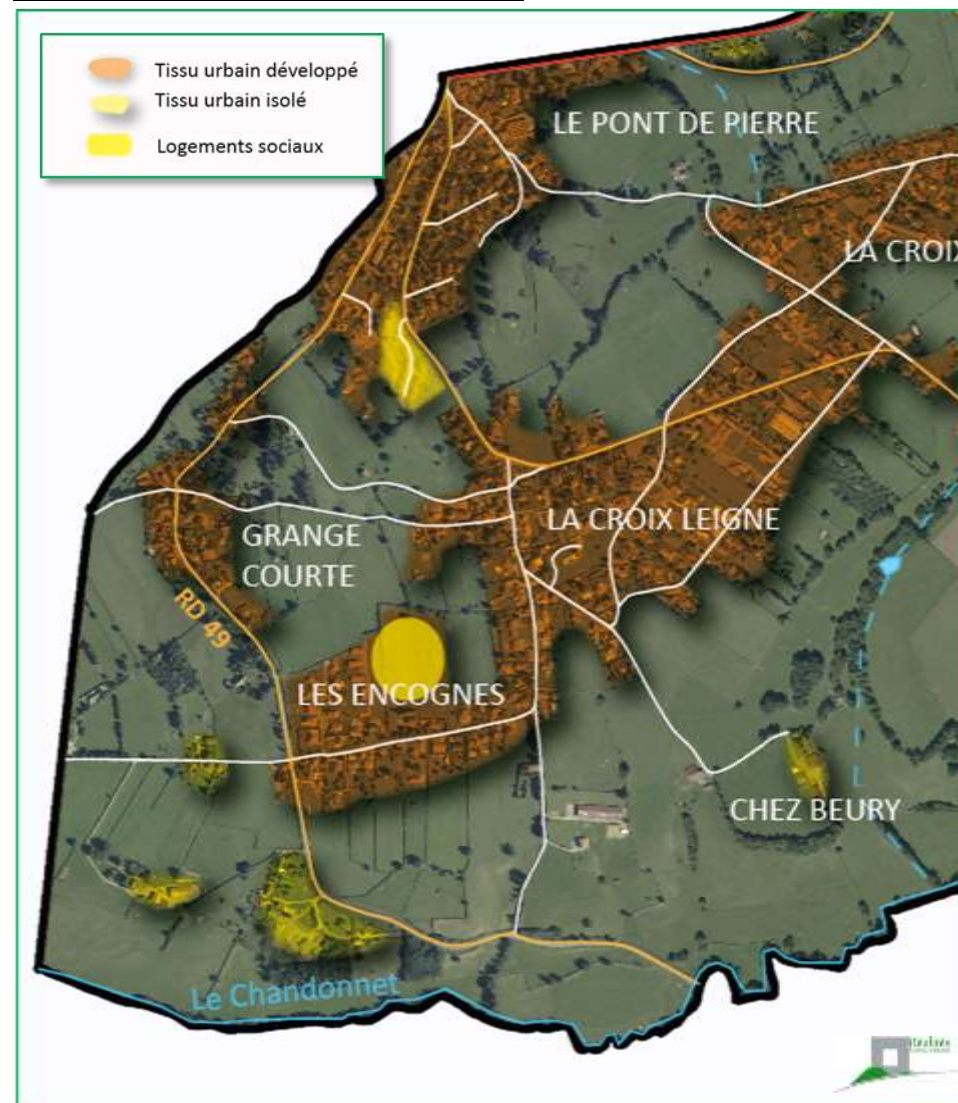 Tissu urbain développé
Tissu urbain isolé
Logements sociaux
LE PONT DE PIERRE
LA CROIX
LA CROIX LEIGNE
GRANGE
COURTE
RD 49
LES ENCOGNES
CHEZ BEURY
Le Chandonnet